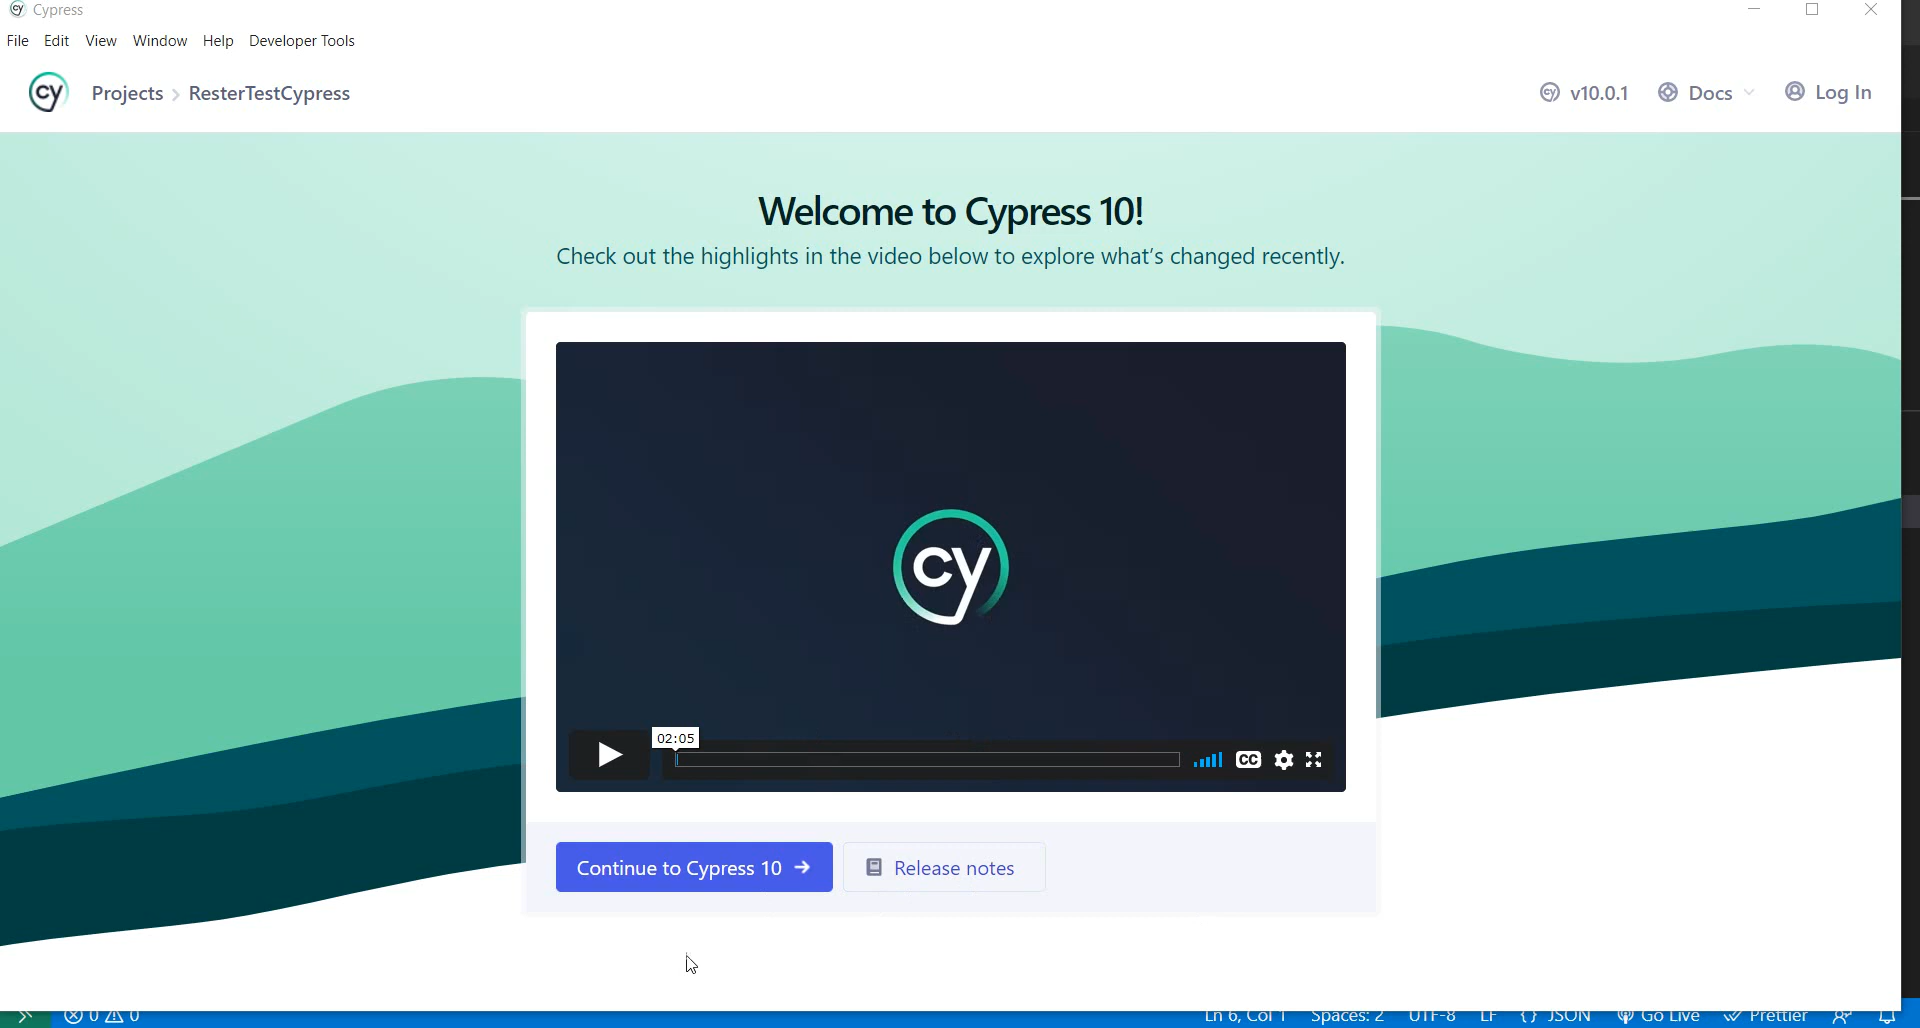 Cypress
File Edit View Window Help Developer Tools
cy Projects > ResterTestCypress
v10.0.1 Docs Log In
Welcome to Cypress 10!
Check out the highlights in the video below to explore what's changed recently.
cy
02:05
CC
Continue to Cypress 10 →
Release notes
0 0
Ln 6, Col 1 Spaces: 2 UTF-8 LF {} JSON Go Live Prettier